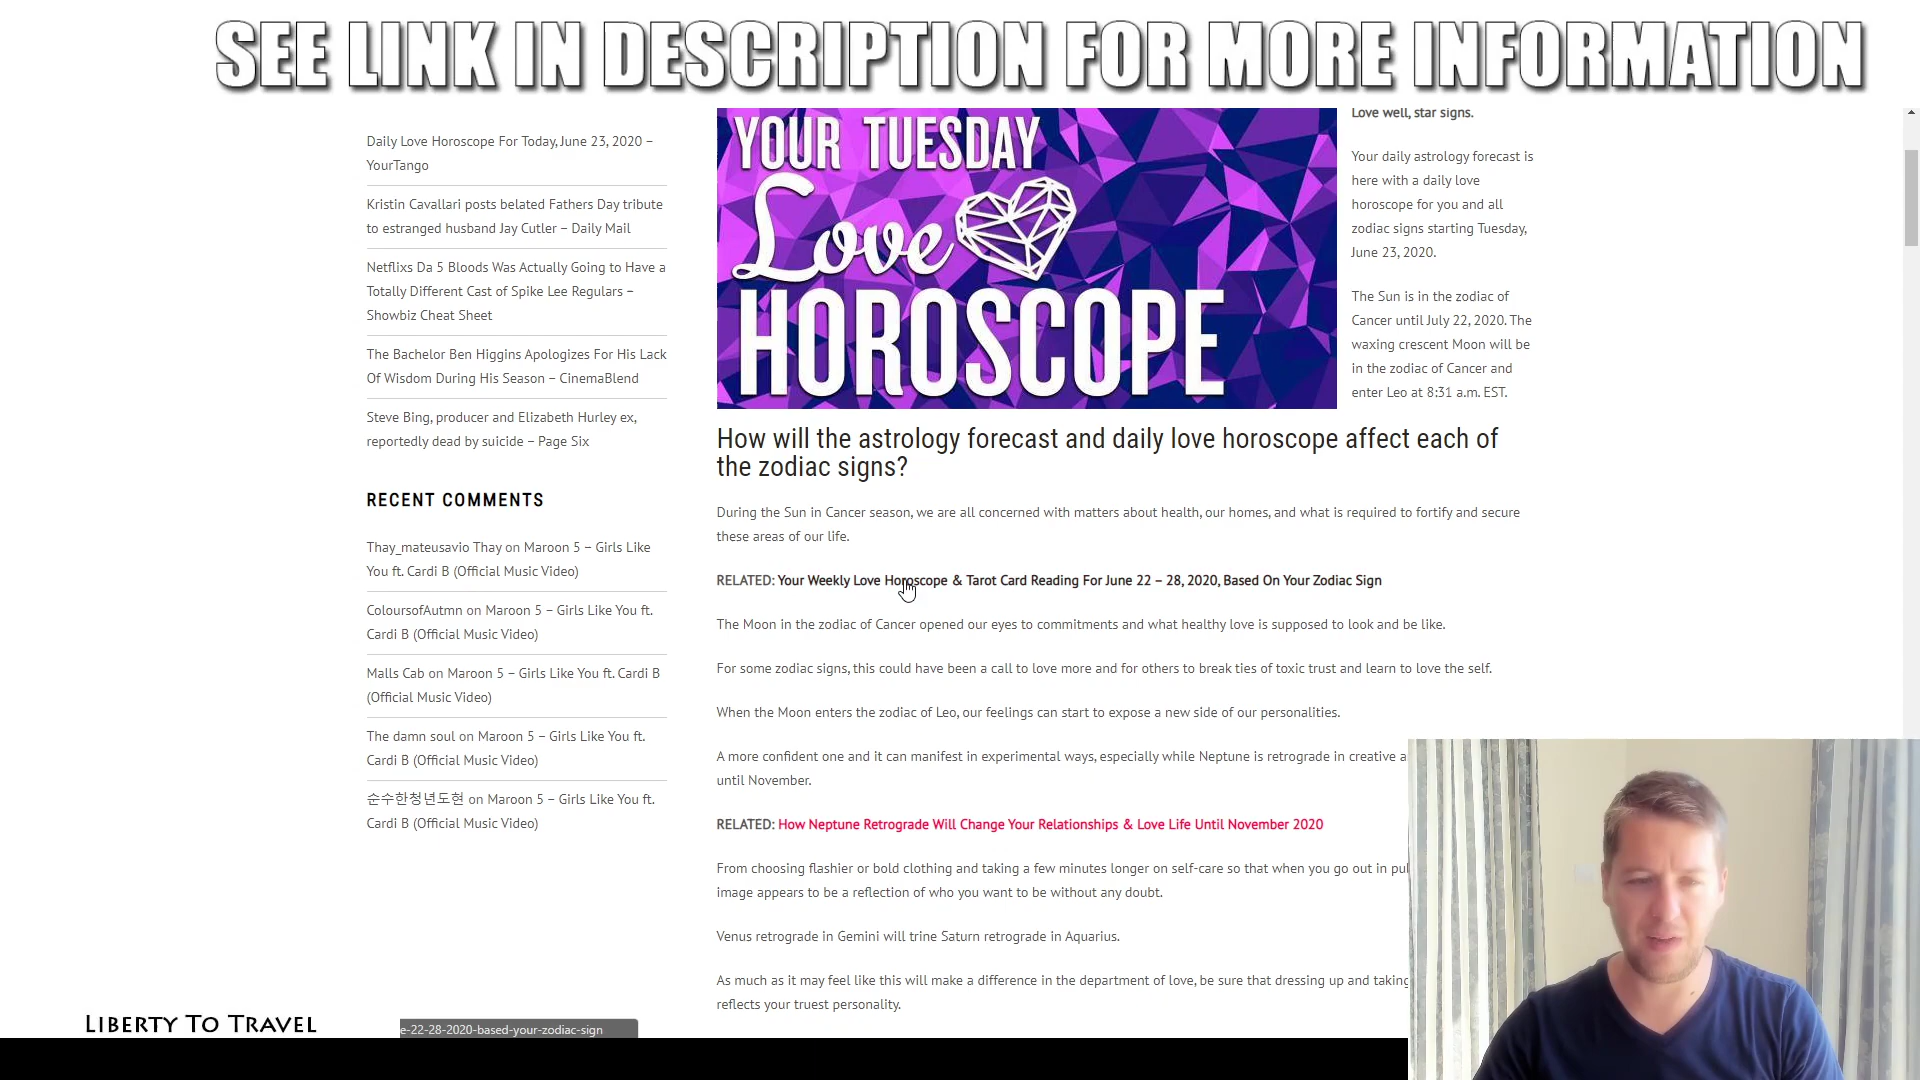 SEE LINK IN DESCRIPTION FOR MORE INFORMATION
Daily Love Horoscope For Today, June 23, 2020 –
YourTango
Kristin Cavallari posts belated Fathers Day tribute
to estranged husband Jay Cutler – Daily Mail
Netflixs Da 5 Bloods Was Actually Going to Have a
Totally Different Cast of Spike Lee Regulars –
Showbiz Cheat Sheet
The Bachelor Ben Higgins Apologizes For His Lack
Of Wisdom During His Season – CinemaBlend
Steve Bing, producer and Elizabeth Hurley ex,
reportedly dead by suicide – Page Six
RECENT COMMENTS
Thay_mateusavio Thay on Maroon 5 – Girls Like
You ft. Cardi B (Official Music Video)
ColoursofAutmn on Maroon 5 – Girls Like You ft.
Cardi B (Official Music Video)
Malls Cab on Maroon 5 – Girls Like You ft. Cardi B
(Official Music Video)
The damn soul on Maroon 5 – Girls Like You ft.
Cardi B (Official Music Video)
순수한청년도현 on Maroon 5 – Girls Like You ft.
Cardi B (Official Music Video)
YOUR TUESDAY
Love
HOROSCOPE
Love well, star signs.
Your daily astrology forecast is
here with a daily love
horoscope for you and all
zodiac signs starting Tuesday,
June 23, 2020.
The Sun is in the zodiac of
Cancer until July 22, 2020. The
waxing crescent Moon will be
in the zodiac of Cancer and
enter Leo at 8:31 a.m. EST.
How will the astrology forecast and daily love horoscope affect each of
the zodiac signs?
During the Sun in Cancer season, we are all concerned with matters about health, our homes, and what is required to fortify and secure
these areas of our life.
RELATED: Your Weekly Love Horoscope & Tarot Card Reading For June 22 – 28, 2020, Based On Your Zodiac Sign
The Moon in the zodiac of Cancer opened our eyes to commitments and what healthy love is supposed to look and be like.
For some zodiac signs, this could have been a call to love more and for others to break ties of toxic trust and learn to love the self.
When the Moon enters the zodiac of Leo, our feelings can start to expose a new side of our personalities.
A more confident one and it can manifest in experimental ways, especially while Neptune is retrograde in creative
until November.
RELATED: How Neptune Retrograde Will Change Your Relationships & Love Life Until November 2020
From choosing flashier or bold clothing and taking a few minutes longer on self-care so that when you go out in
image appears to be a reflection of who you want to be without any doubt.
Venus retrograde in Gemini will trine Saturn retrograde in Aquarius.
As much as it may feel like this will make a difference in the department of love, be sure that dressing up and taking
reflects your truest personality.
LIBERTY TO TRAVEL
e-22-28-2020-based-your-zodiac-sign